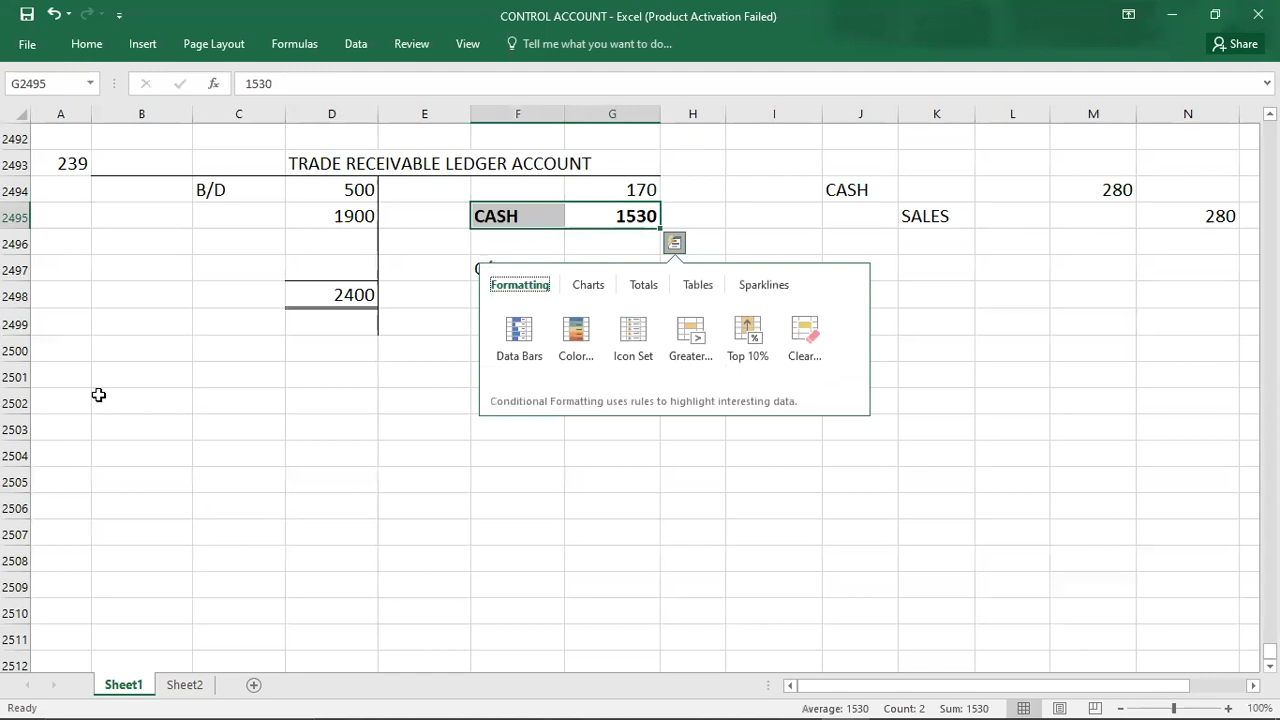 CONTROL ACCOUNT - Excel (Product Activation Failed)
File Home Insert Page Layout Formulas Data Review View Tell me what you want to do... Share
G2495 fx 1530
A B C D E F G H I J K L M N
2492
2493 239 TRADE RECEIVABLE LEDGER ACCOUNT
2494 B/D 500 170 CASH 280
2495 1900 CASH 1530 SALES 280
2496
2497
2498 2400
2499
2500
2501
2502
2503
2504
2505
2506
2507
2508
2509
2510
2511
2512
Formatting Charts Totals Tables Sparklines
Data Bars Color... Icon Set Greater... Top 10% Clear...
Conditional Formatting uses rules to highlight interesting data.
Sheet1 Sheet2
Ready Average: 1530 Count: 2 Sum: 1530 100%